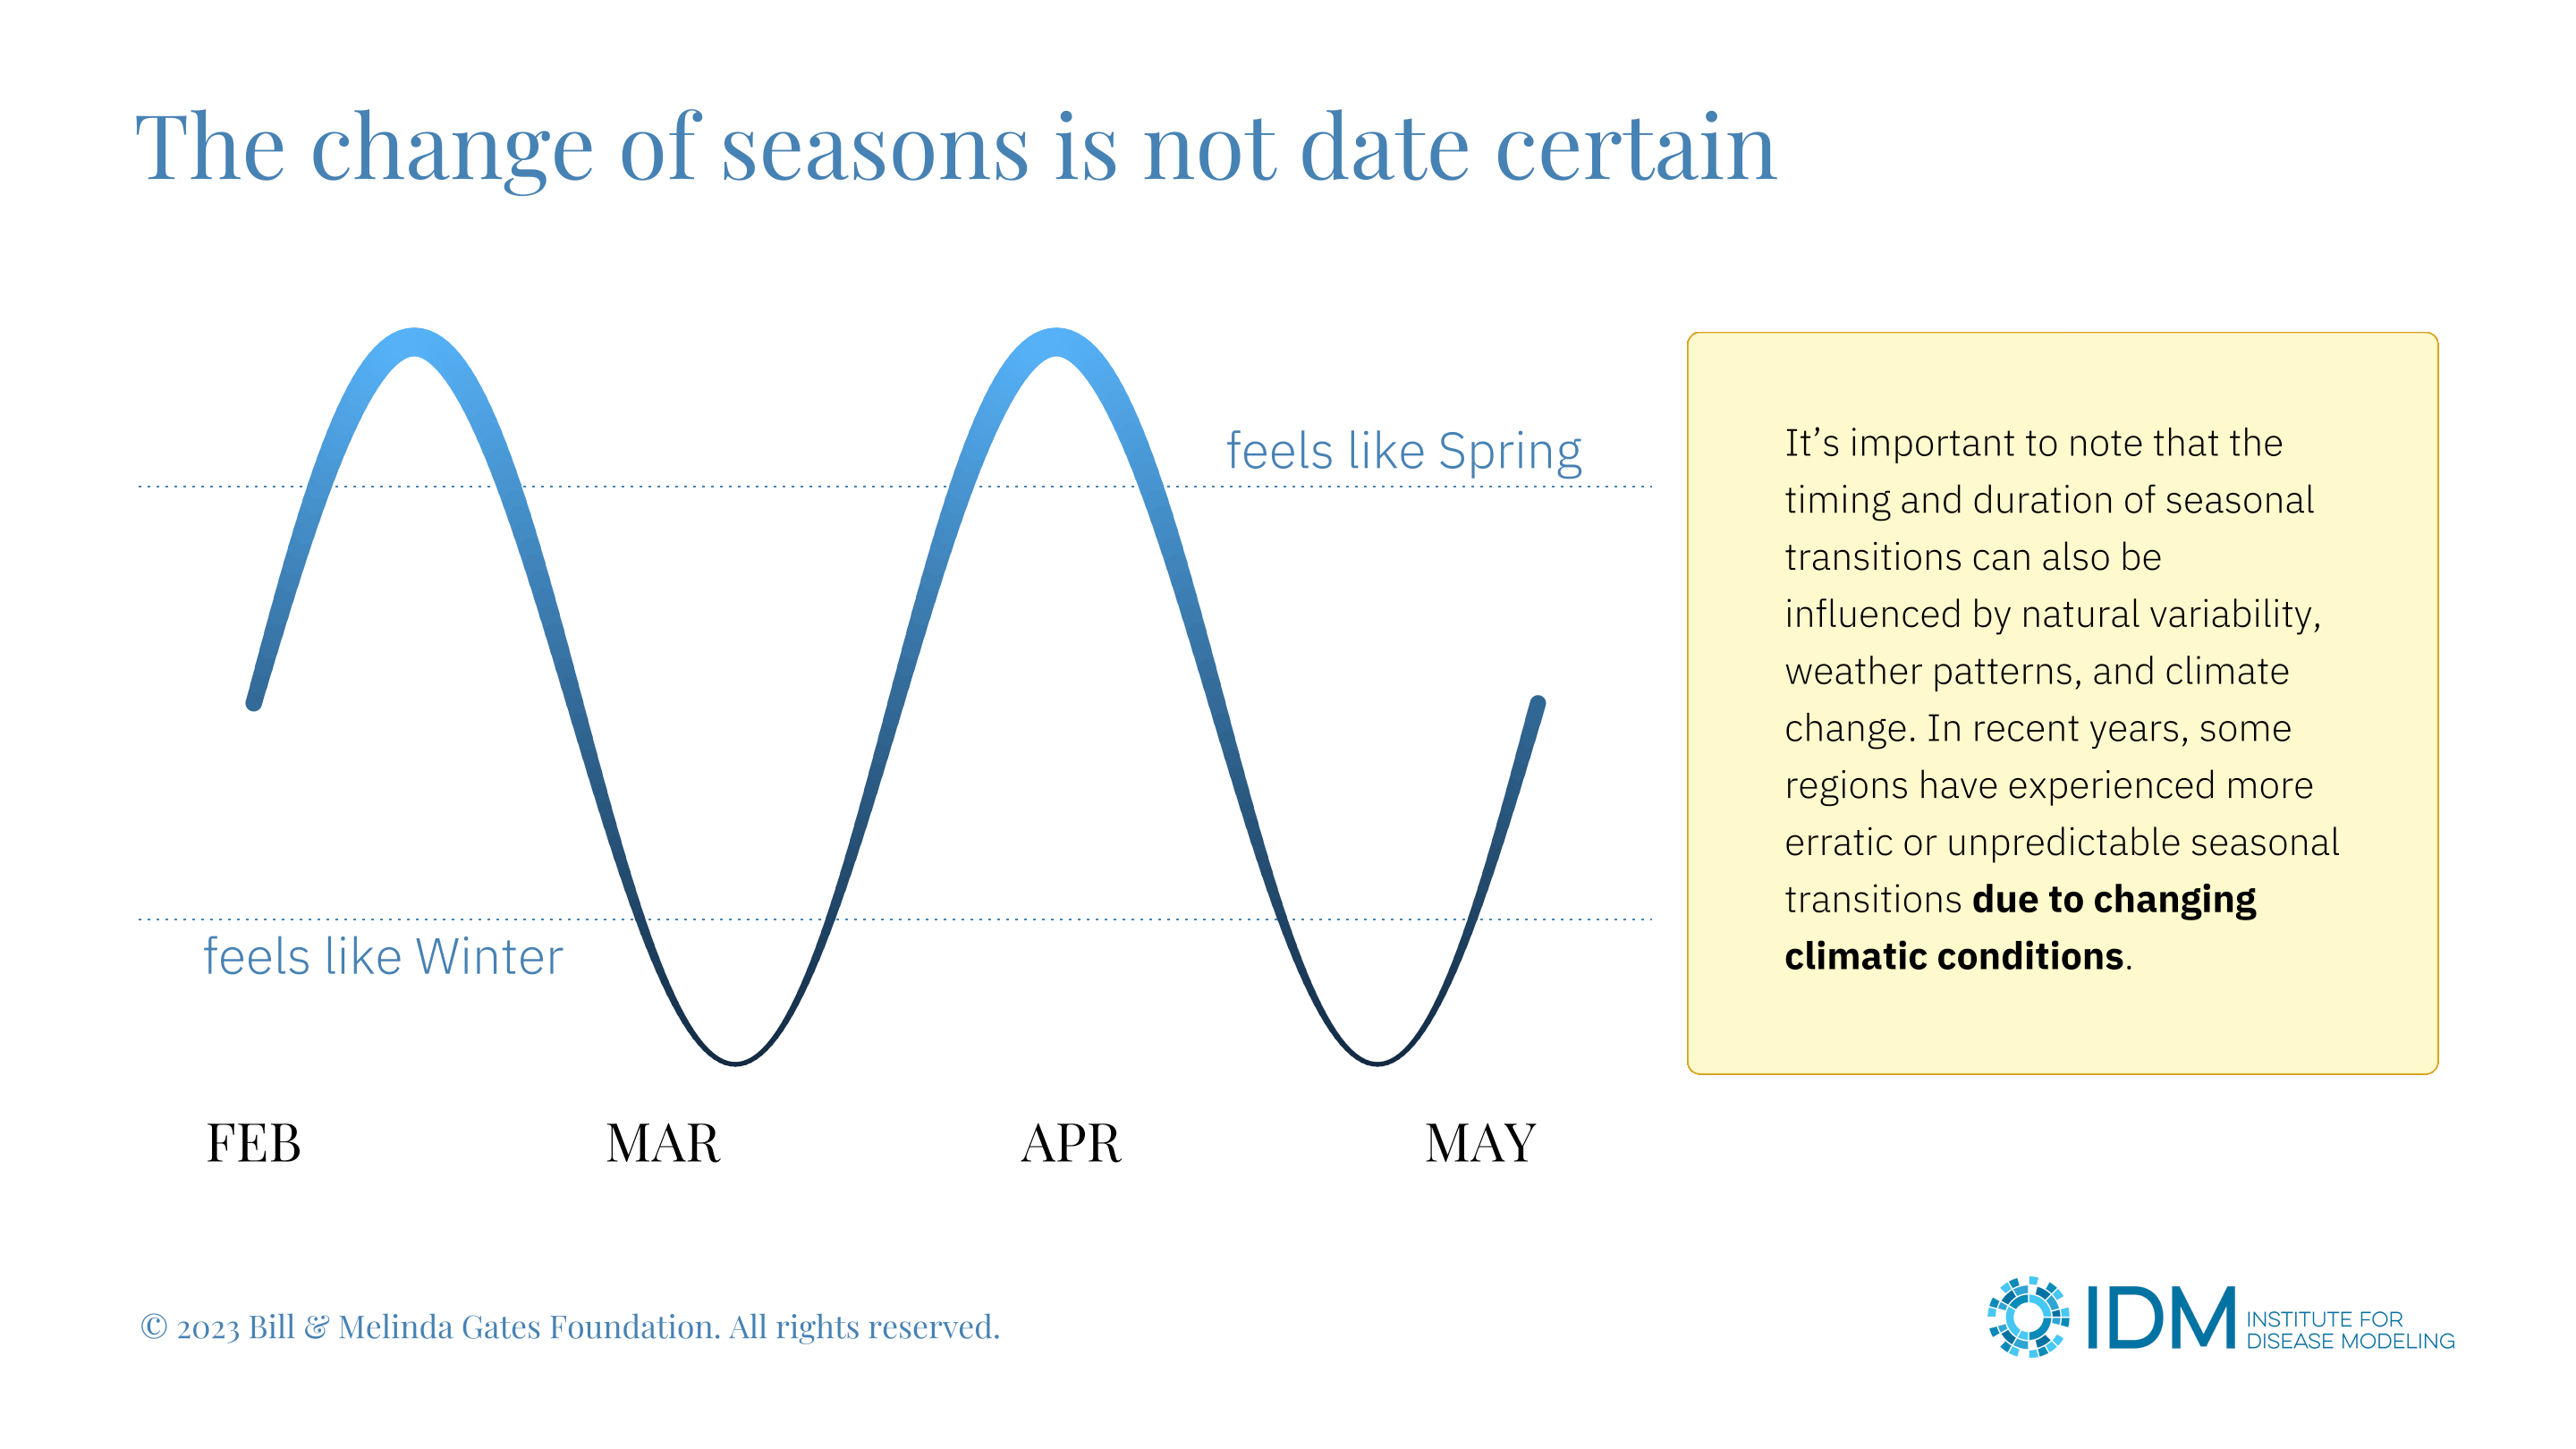 The change of seasons is not date certain
feels like Spring
feels like Winter
FEB MAR APR MAY
It’s important to note that the
timing and duration of seasonal
transitions can also be
influenced by natural variability,
weather patterns, and climate
change. In recent years, some
regions have experienced more
erratic or unpredictable seasonal
transitions due to changing
climatic conditions.
© 2023 Bill & Melinda Gates Foundation. All rights reserved.
IDM
INSTITUTE FOR
DISEASE MODELING